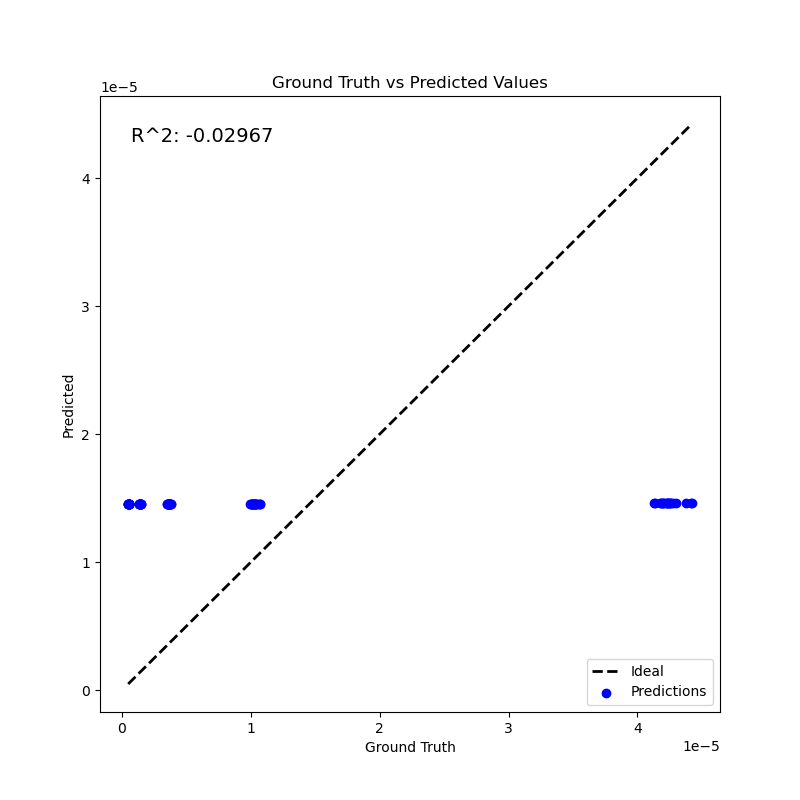 Ground Truth vs Predicted Values
1e−5
R^2: -0.02967
4
3
2
1
0
Predicted
Ideal
Predictions
0 1 2 3 4
Ground Truth
1e−5